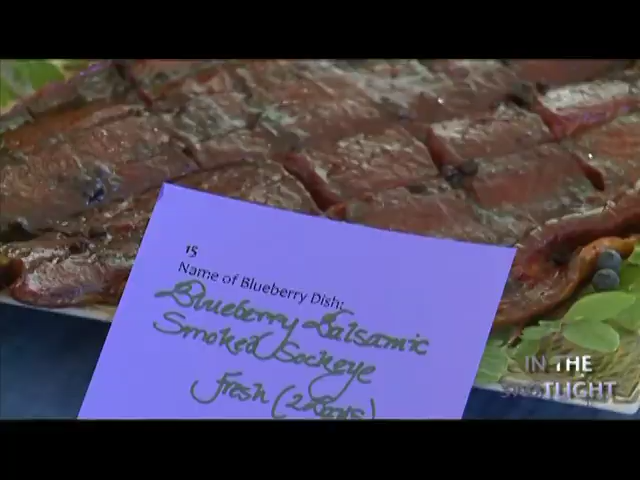 15
Name of Blueberry Dish:
Blueberry Balsamic
Smoked Sockeye
Fresh (2 Days)
IN THE
SPOTLIGHT